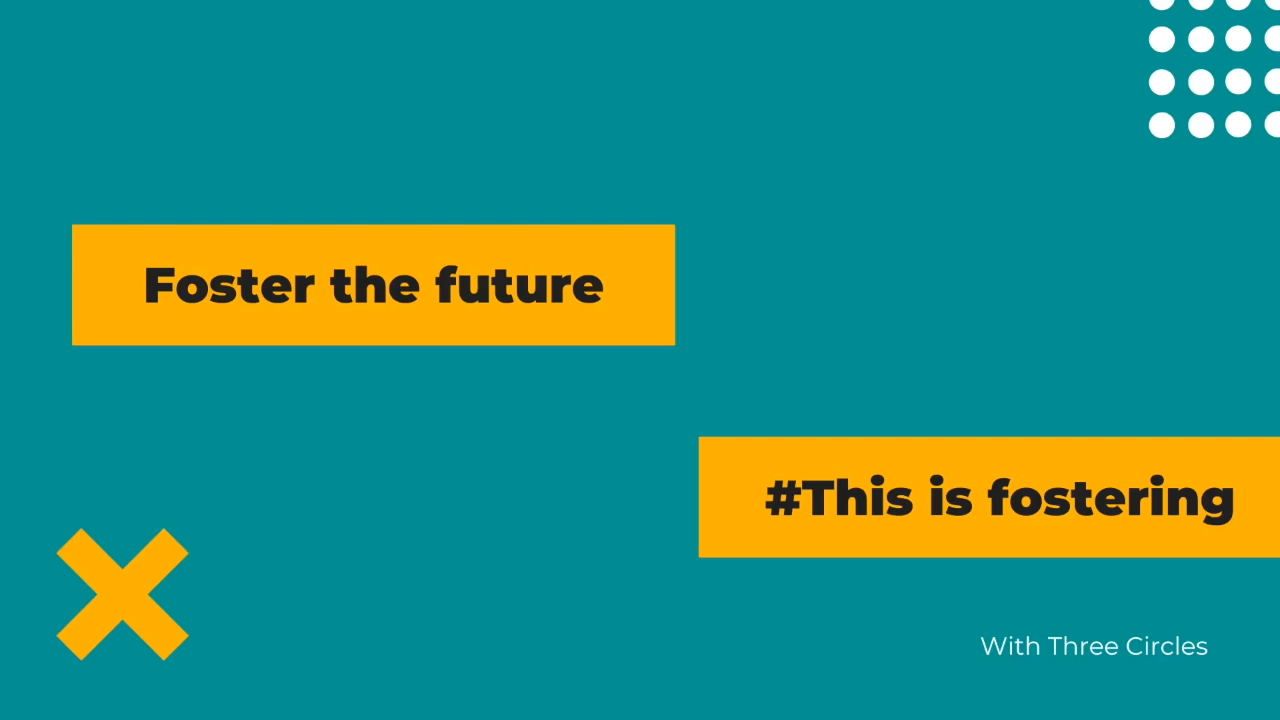 Foster the future
#This is fostering
With Three Circles